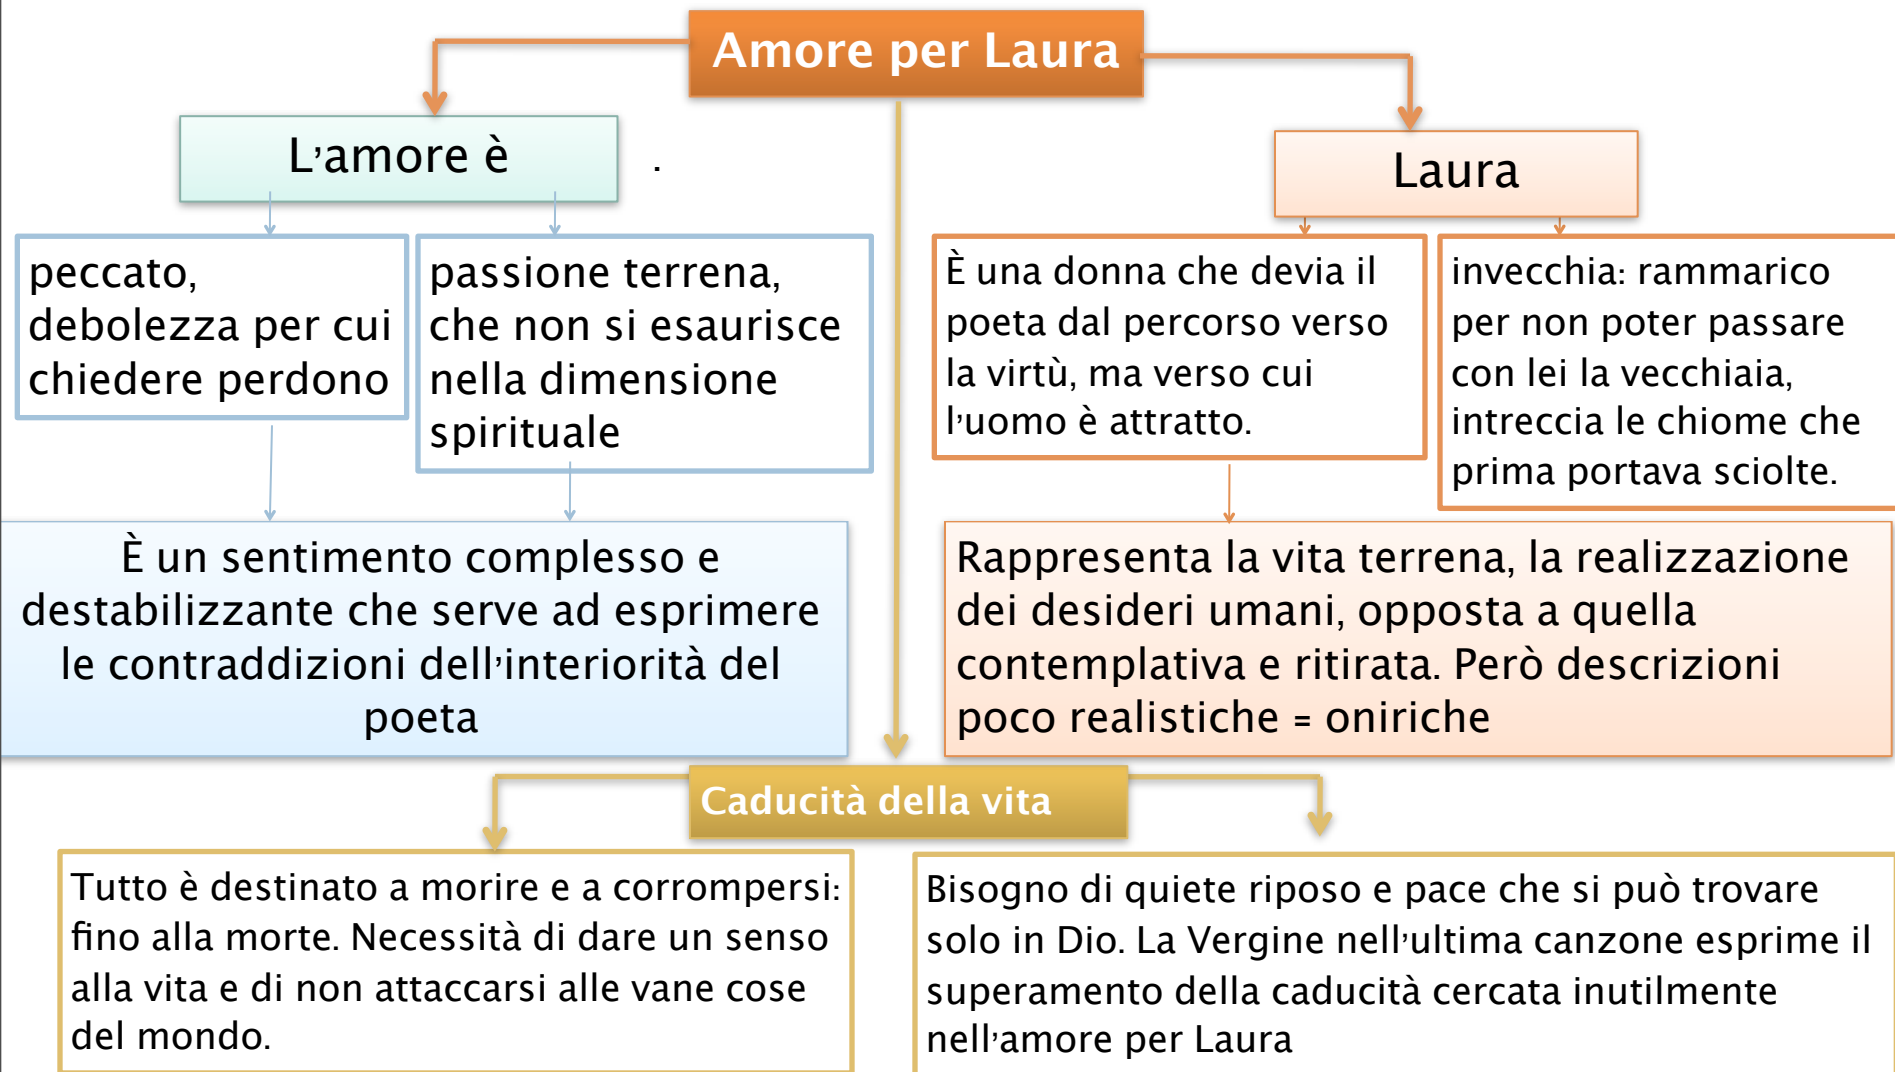 Amore per Laura
L’amore è
.
Laura
peccato,
debolezza per cui
chiedere perdono
passione terrena,
che non si esaurisce
nella dimensione
spirituale
È una donna che devia il
poeta dal percorso verso
la virtù, ma verso cui
l’uomo è attratto.
invecchia: rammarico
per non poter passare
con lei la vecchiaia,
intreccia le chiome che
prima portava sciolte.
È un sentimento complesso e
destabilizzante che serve ad esprimere
le contraddizioni dell’interiorità del
poeta
Rappresenta la vita terrena, la realizzazione
dei desideri umani, opposta a quella
contemplativa e ritirata. Però descrizioni
poco realistiche = oniriche
Caducità della vita
Tutto è destinato a morire e a corrompersi:
fino alla morte. Necessità di dare un senso
alla vita e di non attaccarsi alle vane cose
del mondo.
Bisogno di quiete riposo e pace che si può trovare
solo in Dio. La Vergine nell’ultima canzone esprime il
superamento della caducità cercata inutilmente
nell’amore per Laura